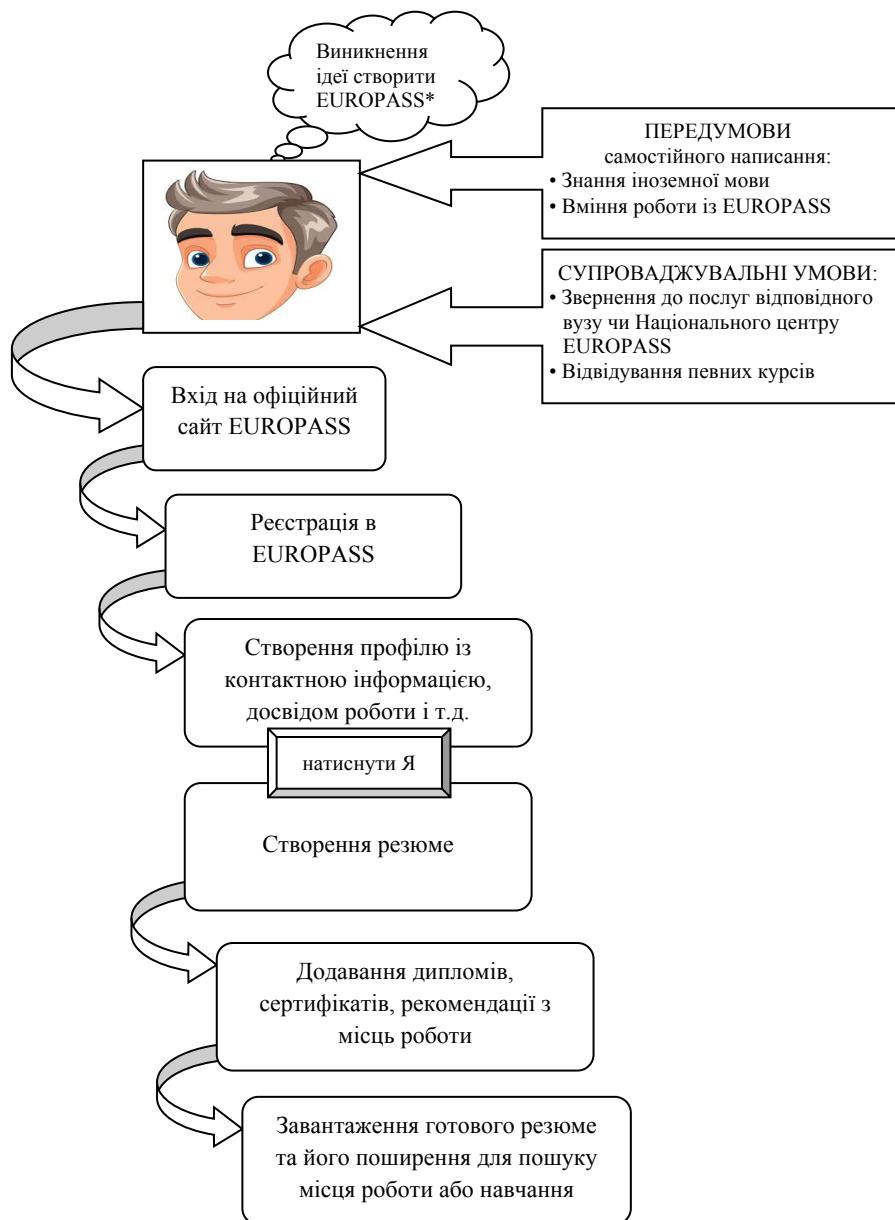 Виникнення
ідеї створити
EUROPASS*
ПЕРЕДУМОВИ
самостійного написання:
• Знання іноземної мови
• Вміння роботи із EUROPASS
СУПРОВАДЖУВАЛЬНІ УМОВИ:
• Звернення до послуг відповідного
вузу чи Національного центру
EUROPASS
• Відвідування певних курсів
Вхід на офіційний
сайт EUROPASS
Реєстрація в
EUROPASS
Створення профілю із
контактною інформацією,
досвідом роботи і т.д.
натиснути Я
Створення резюме
Додавання дипломів,
сертифікатів, рекомендації з
місць роботи
Завантаження готового резюме
та його поширення для пошуку
місця роботи або навчання